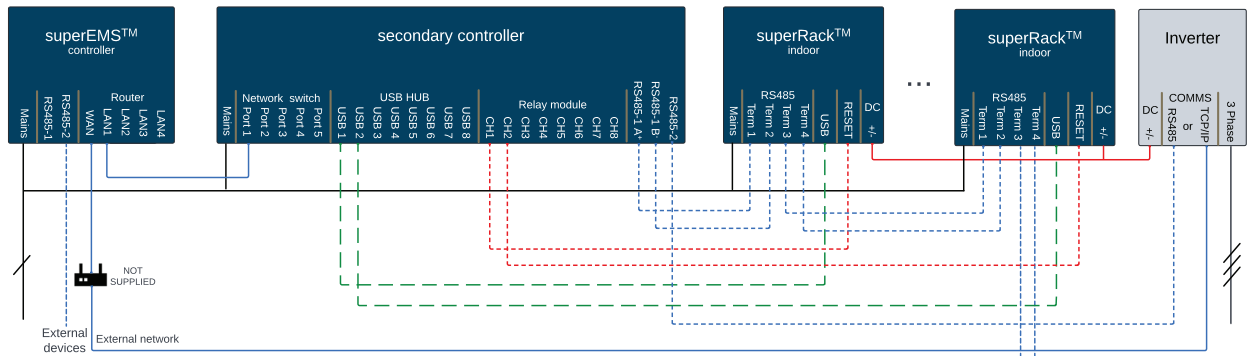 superEMS™
controller
Router
Mains
RS485-1
RS485-2
WAN
LAN1
LAN2
LAN3
LAN4
secondary controller
Network switch
USB HUB
Relay module
Mains
Port 1
Port 2
Port 3
Port 4
Port 5
USB 1
USB 2
USB 3
USB 4
USB 5
USB 6
USB 7
USB 8
CH1
CH2
CH3
CH4
CH5
CH6
CH7
CH8
RS485-1 A+
RS485-1 B-
RS485-2
superRack™
indoor
RS485
Mains
Term 1
Term 2
Term 3
Term 4
USB
RESET
DC
+/-
...
superRack™
indoor
RS485
Mains
Term 1
Term 2
Term 3
Term 4
USB
RESET
DC
+/-
Inverter
COMMS
DC
+/-
RS485
or
TCP/IP
3 Phase
NOT
SUPPLIED
External
devices
External network